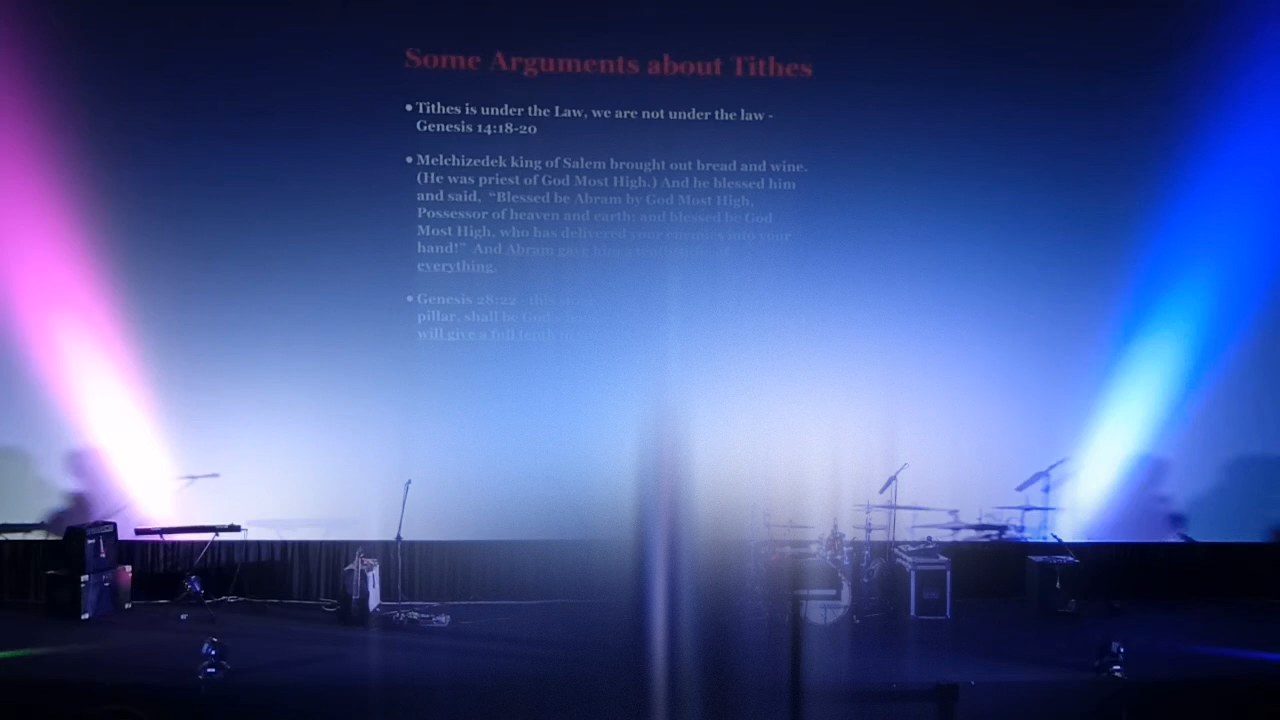 Some Arguments about Tithes
• Tithes is under the Law, we are not under the law -
Genesis 14:18-20
• Melchizedek king of Salem brought out bread and wine.
(He was priest of God Most High.) And he blessed him
and said, “Blessed be Abram by God Most High,
Possessor of heaven and earth; and blessed be God
Most High, who has delivered your enemies into your
hand!” And Abram gave him a
everything.
• Genesis 28:22 this
pillar, shall be God's
will give a full tenth